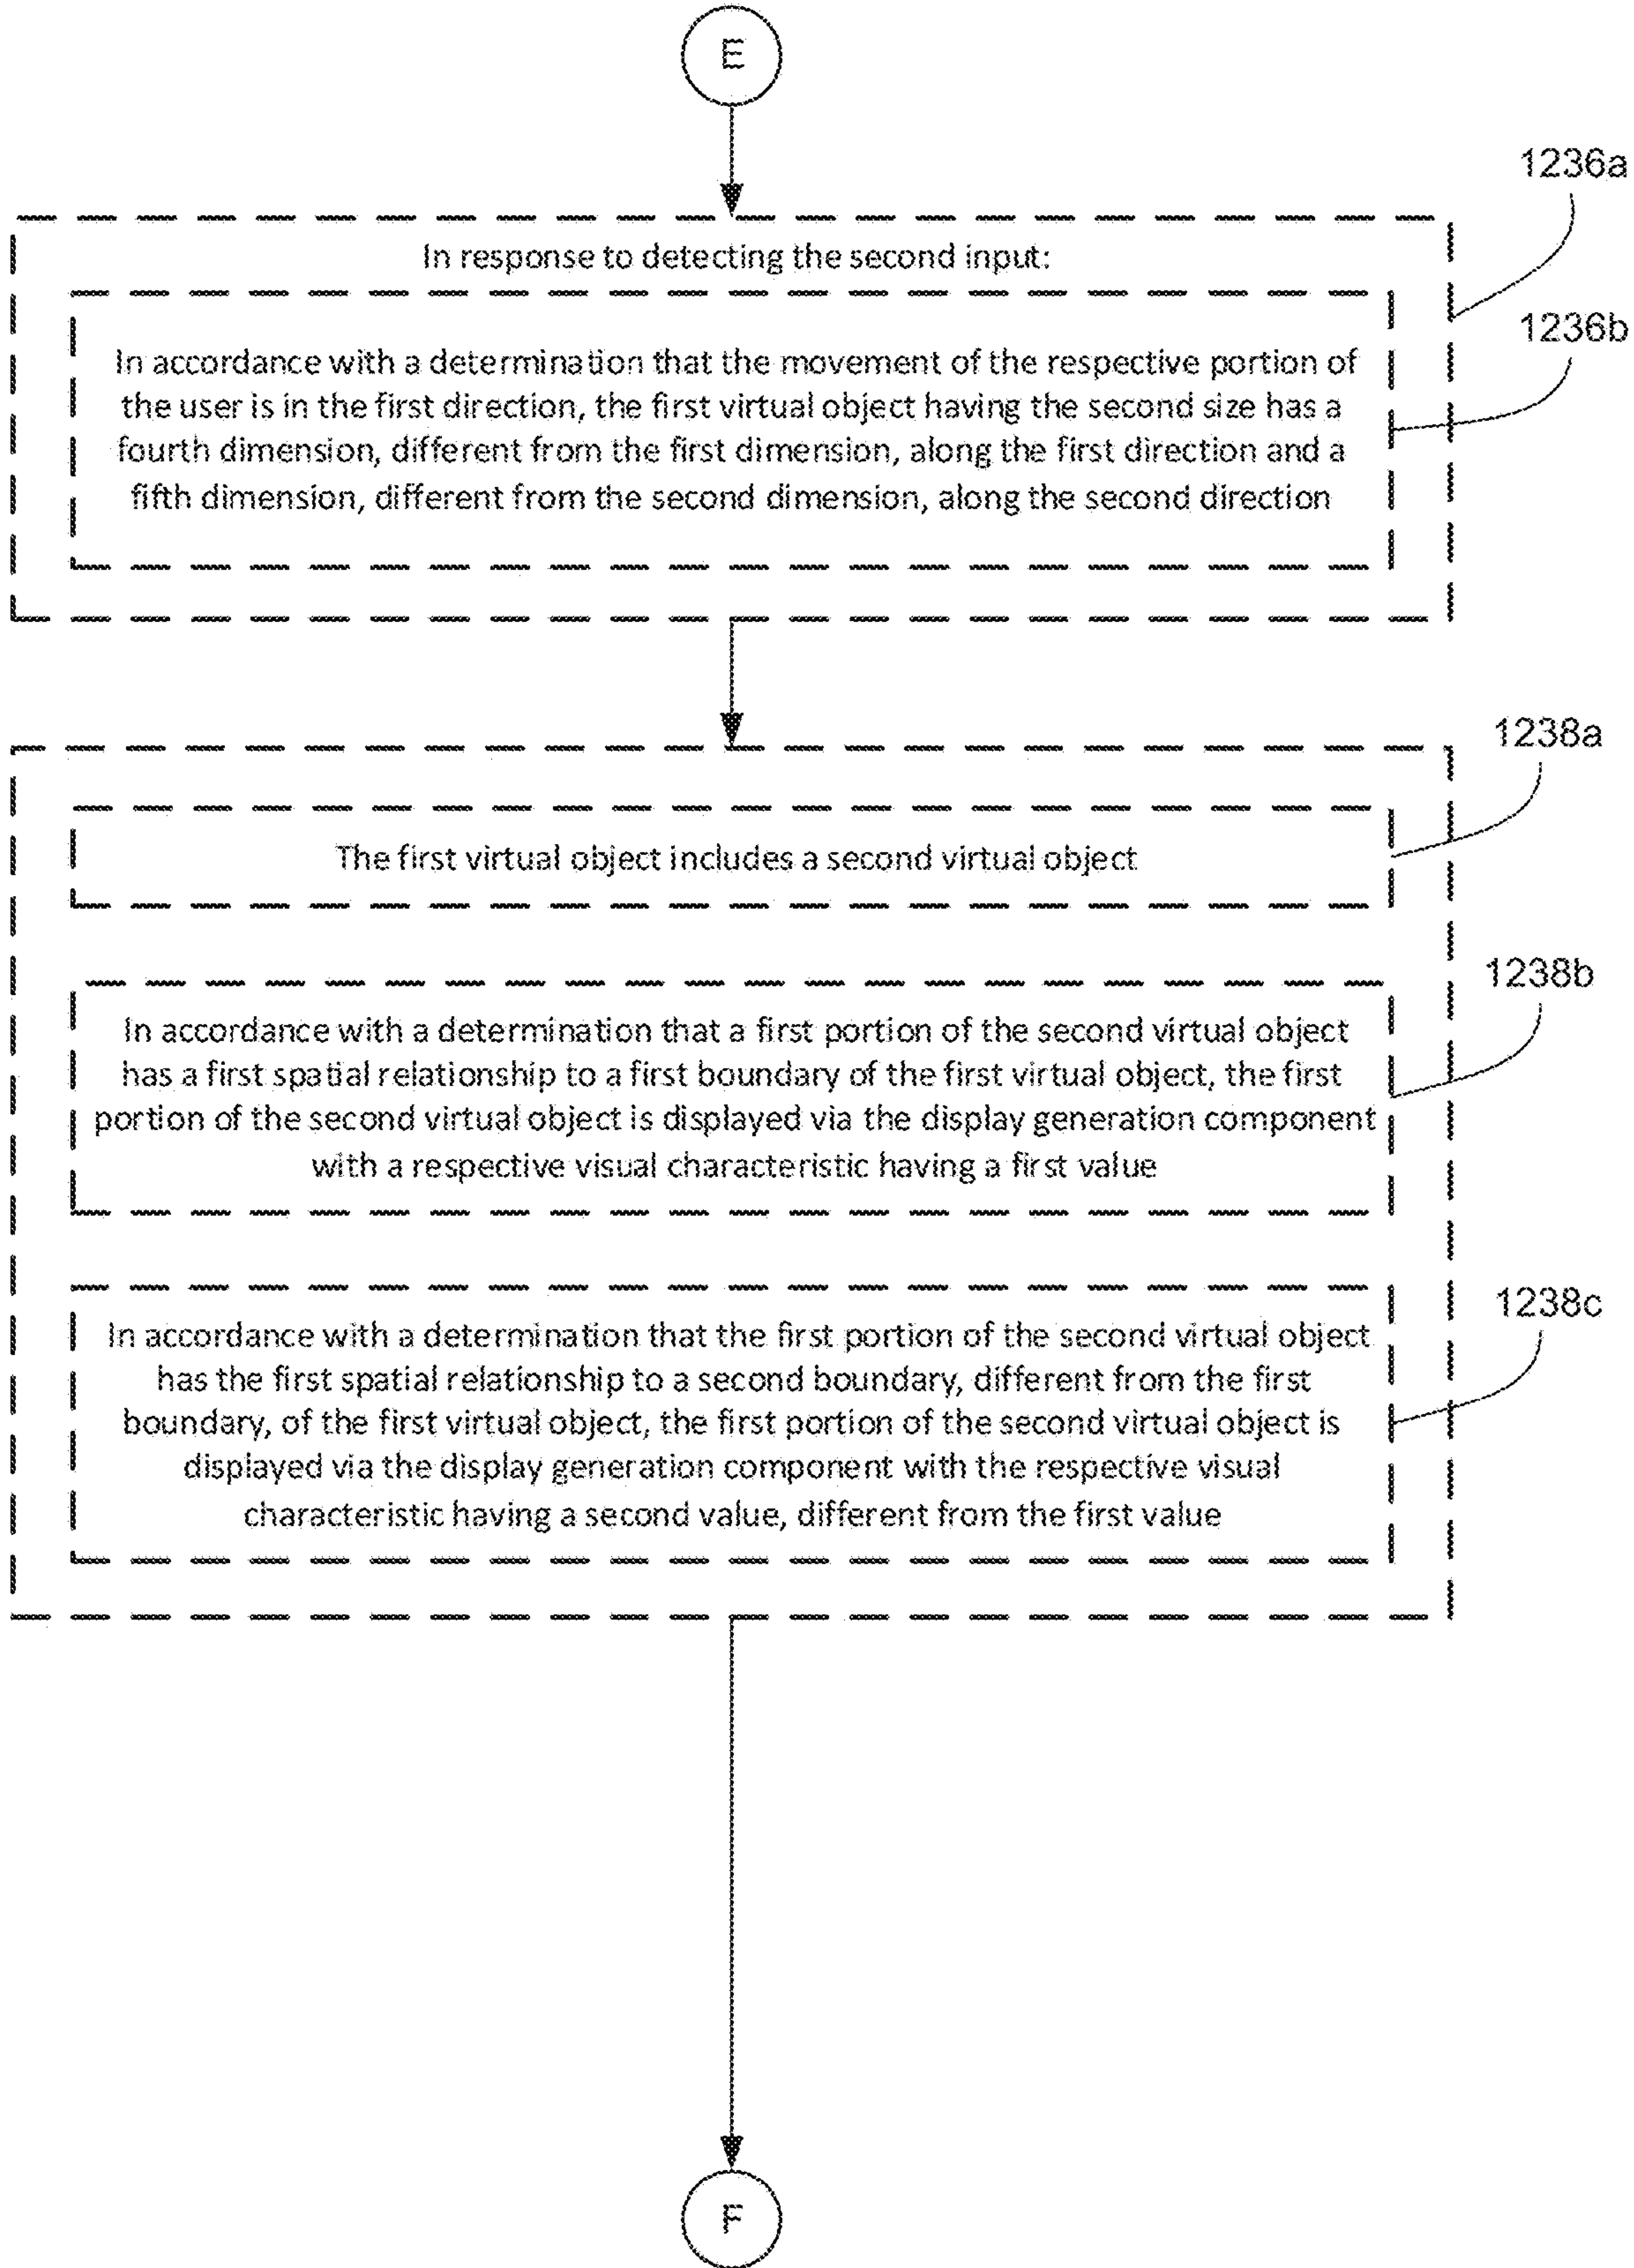 E
1236a
In response to detecting the second input:
1236b
In accordance with a determination that the movement of the respective portion of
the user is in the first direction, the first virtual object having the second size has a
fourth dimension, different from the first dimension, along the first direction and a
fifth dimension, different from the second dimension, along the second direction
1238a
The first virtual object includes a second virtual object
1238b
In accordance with a determination that a first portion of the second virtual object
has a first spatial relationship to a first boundary of the first virtual object, the first
portion of the second virtual object is displayed via the display generation component
with a respective visual characteristic having a first value
1238c
In accordance with a determination that the first portion of the second virtual object
has the first spatial relationship to a second boundary, different from the first
boundary, of the first virtual object, the first portion of the second virtual object is
displayed via the display generation component with the respective visual
characteristic having a second value, different from the first value
F